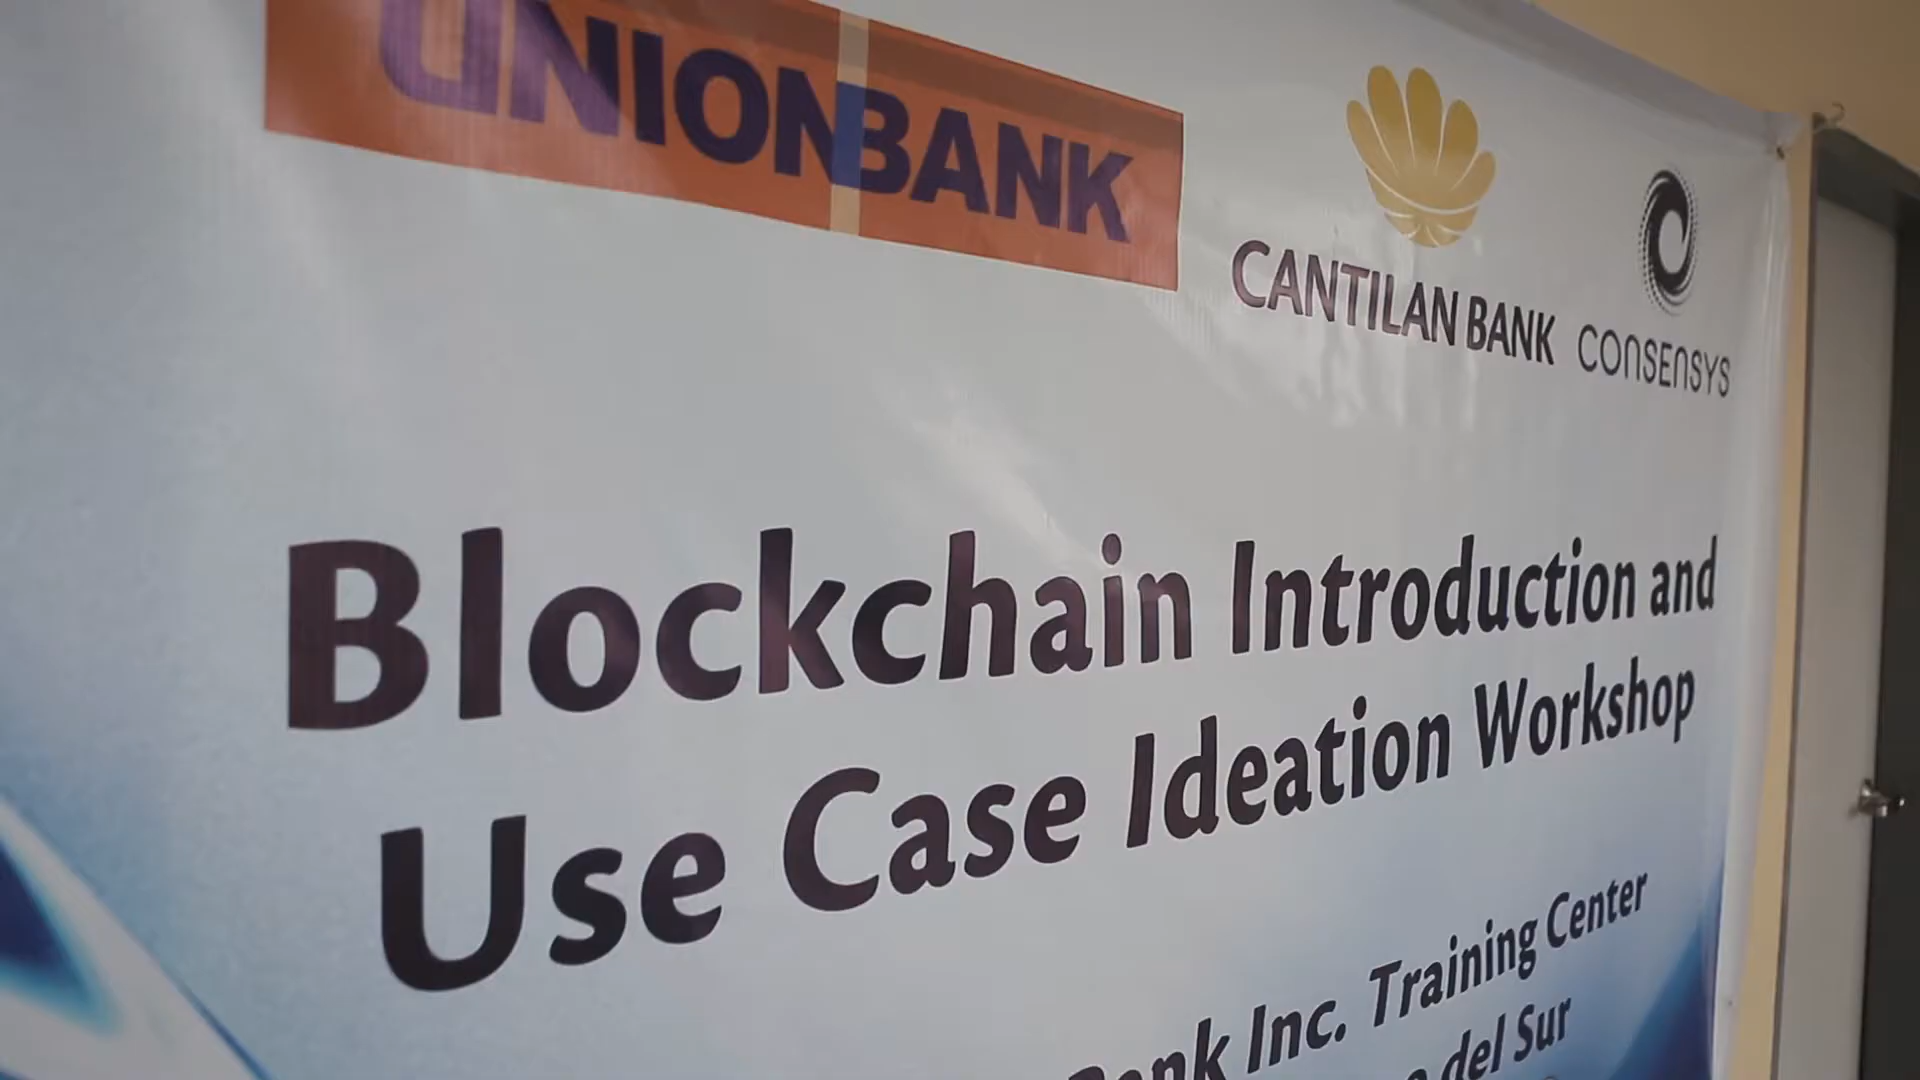 UNIONBANK
CANTILAN BANK
CONSENSYS
Blockchain Introduction and
Use Case Ideation Workshop
Bank Inc. Training Center
del Sur